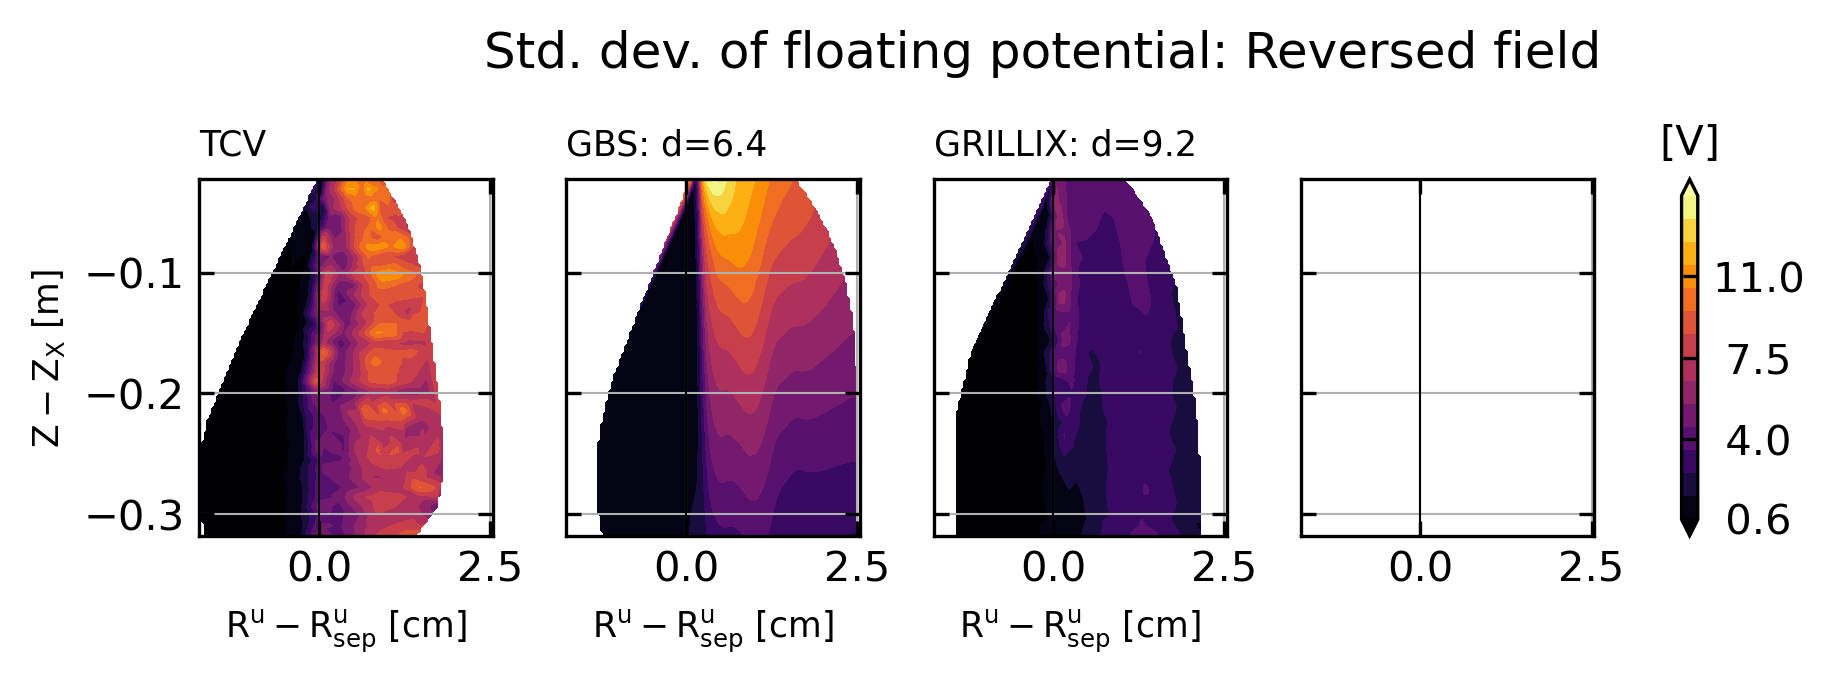 Std. dev. of floating potential: Reversed field
TCV
GBS: d=6.4
GRILLIX: d=9.2
[V]
Z − Z_X [m]
−0.1
−0.2
−0.3
0.0 2.5
0.0 2.5
0.0 2.5
0.0 2.5
R^u − R^u_sep [cm]
R^u − R^u_sep [cm]
R^u − R^u_sep [cm]
11.0
7.5
4.0
0.6